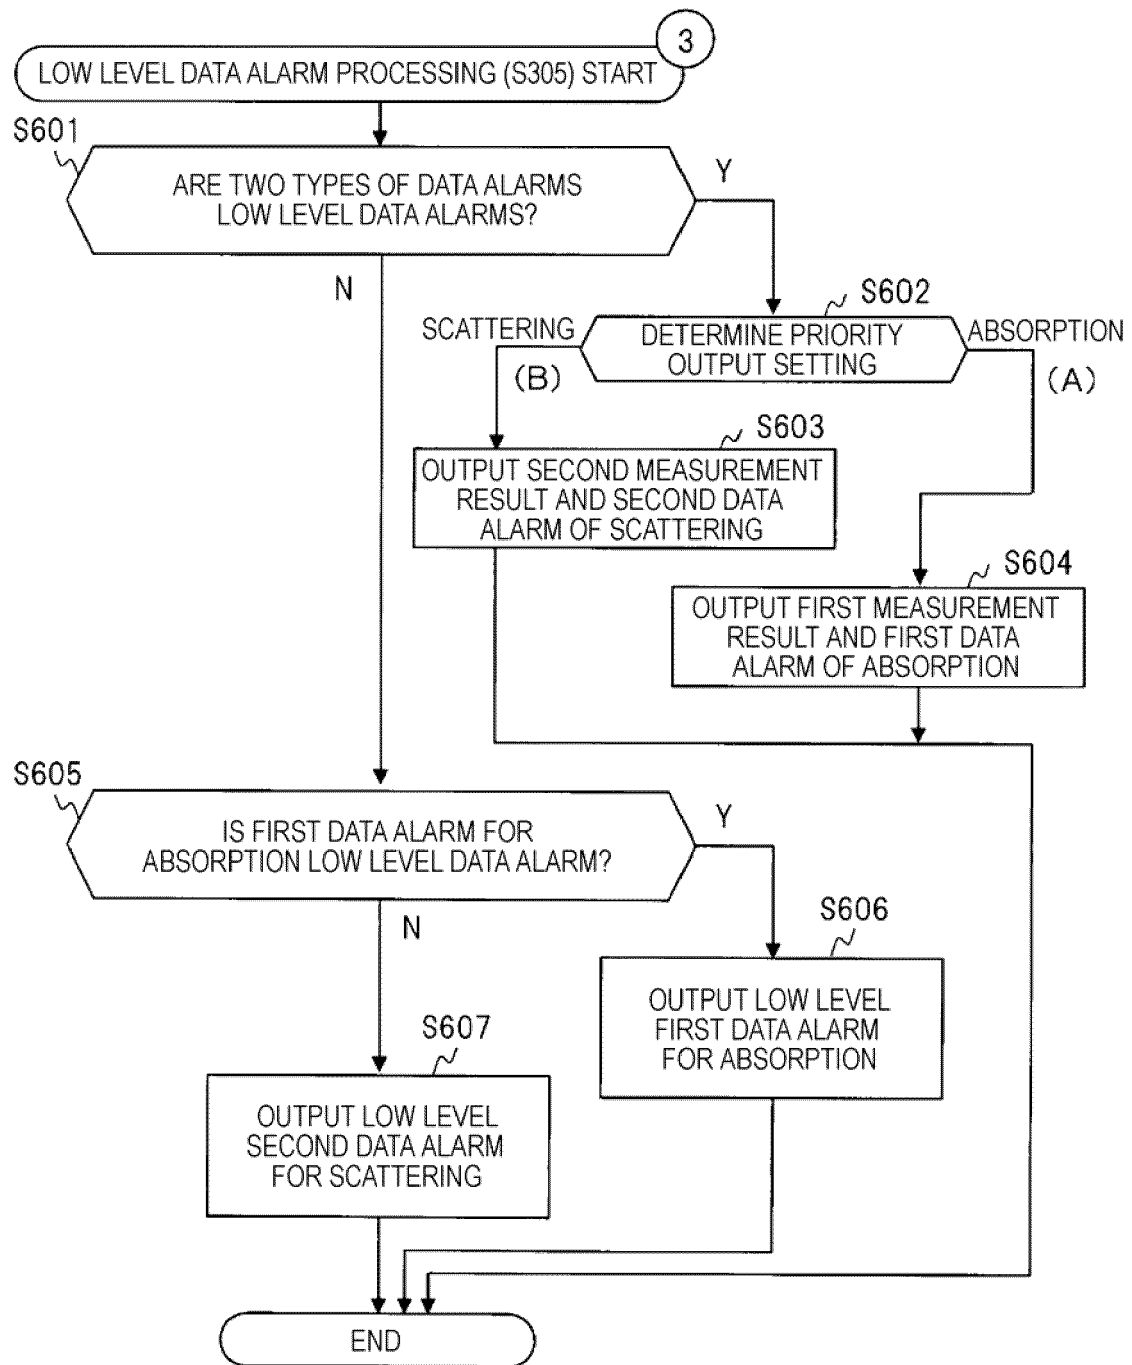 3
LOW LEVEL DATA ALARM PROCESSING (S305) START
S601
ARE TWO TYPES OF DATA ALARMS
LOW LEVEL DATA ALARMS?
Y
N
S602
SCATTERING
(B)
DETERMINE PRIORITY
OUTPUT SETTING
ABSORPTION
(A)
S603
OUTPUT SECOND MEASUREMENT
RESULT AND SECOND DATA
ALARM OF SCATTERING
S604
OUTPUT FIRST MEASUREMENT
RESULT AND FIRST DATA
ALARM OF ABSORPTION
S605
IS FIRST DATA ALARM FOR
ABSORPTION LOW LEVEL DATA ALARM?
Y
N
S606
OUTPUT LOW LEVEL
FIRST DATA ALARM
FOR ABSORPTION
S607
OUTPUT LOW LEVEL
SECOND DATA ALARM
FOR SCATTERING
END